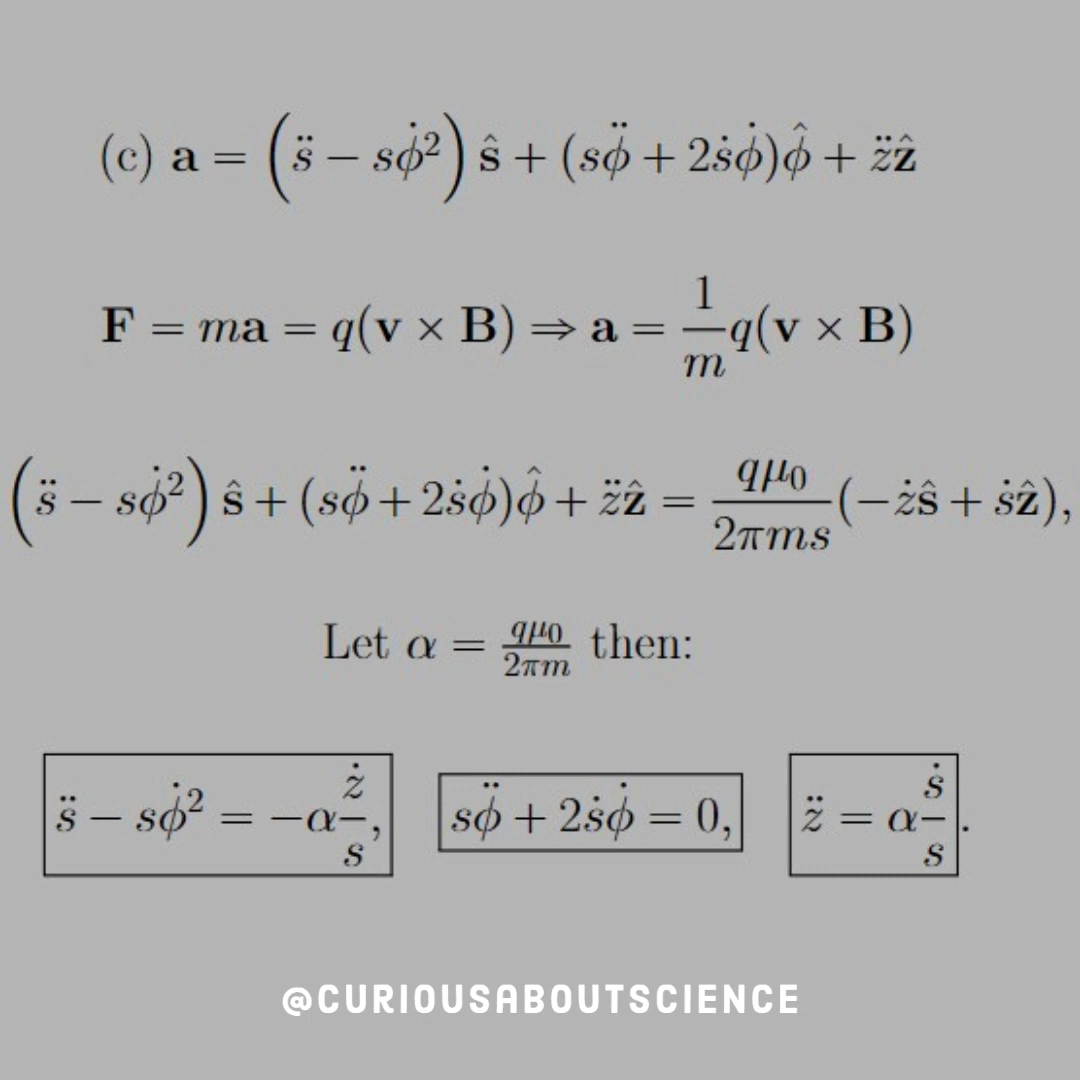 (c) 𝐚 = (s̈ − sϕ̇²) ŝ + (sϕ̈ + 2ṡϕ̇)ϕ̂ + z̈ẑ
𝐅 = m𝐚 = q(𝐯 × 𝐁) ⇒ 𝐚 = 1/m q(𝐯 × 𝐁)
(s̈ − sϕ̇²) ŝ + (sϕ̈ + 2ṡϕ̇)ϕ̂ + z̈ẑ = qμ₀/2πms (−żŝ + ṡẑ),
Let α = qμ₀/2πm then:
s̈ − sϕ̇² = −α ż/s, sϕ̈ + 2ṡϕ̇ = 0, z̈ = α ṡ/s.
@CURIOUSABOUTSCIENCE